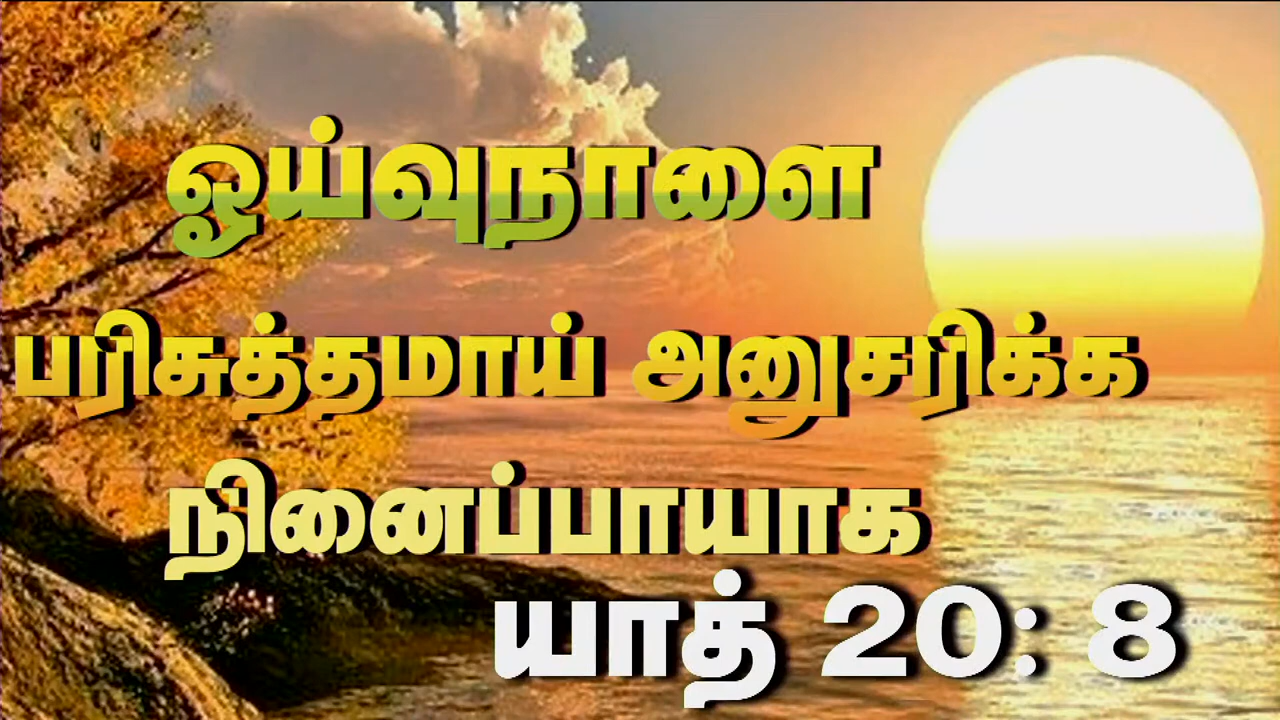 ஓய்வுநாளை
பரிசுத்தமாய் அனுசரிக்க
நினைப்பாயாக
யாத் 20: 8